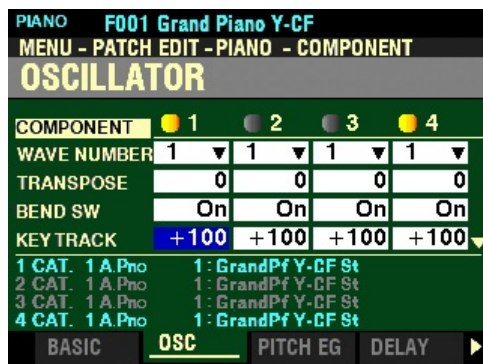 PIANO F001 Grand Piano Y-CF
MENU - PATCH EDIT - PIANO - COMPONENT
OSCILLATOR
COMPONENT 1 2 3 4
WAVE NUMBER 1 1 1 1
TRANSPOSE 0 0 0 0
BEND SW On On On On
KEY TRACK +100 +100 +100 +100
1 CAT. 1 A.Pno 1: GrandPf Y-CF St
2 CAT. 1 A.Pno 1: GrandPf Y-CF St
3 CAT. 1 A.Pno 1: GrandPf Y-CF St
4 CAT. 1 A.Pno 1: GrandPf Y-CF St
BASIC OSC PITCH EG DELAY